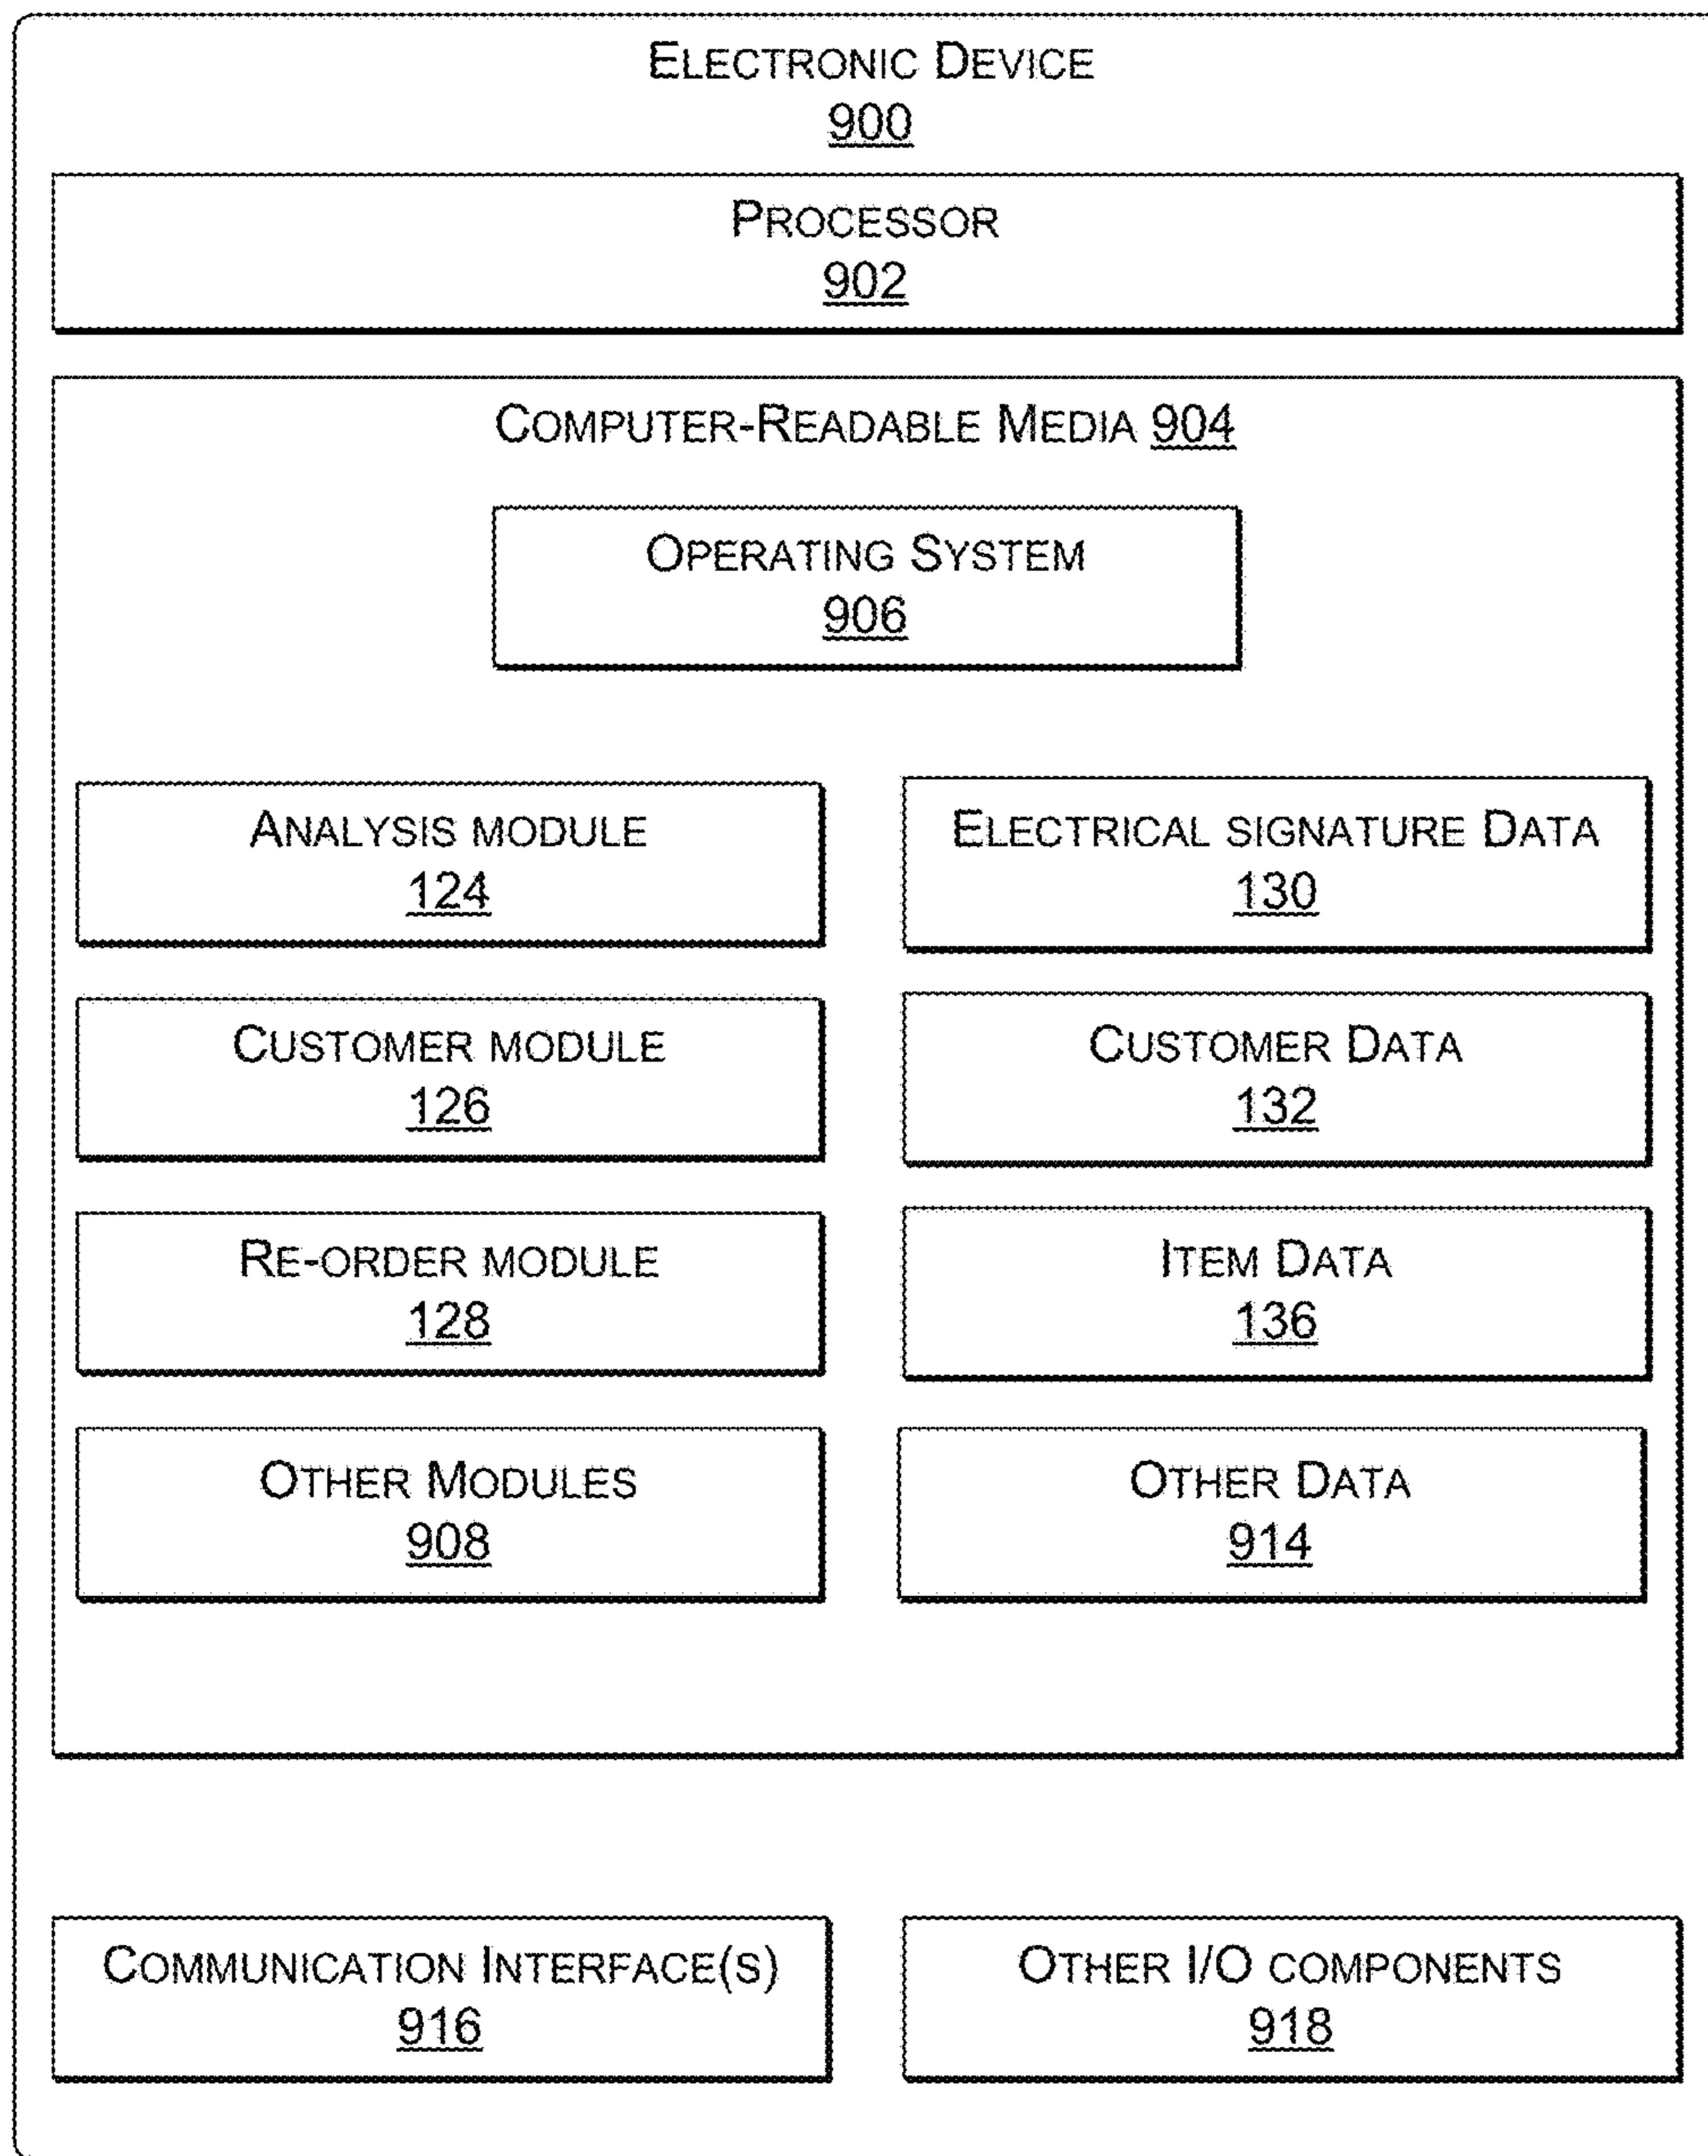 ELECTRONIC DEVICE
900
PROCESSOR
902
COMPUTER-READABLE MEDIA 904
OPERATING SYSTEM
906
ANALYSIS MODULE
124
ELECTRICAL SIGNATURE DATA
130
CUSTOMER MODULE
126
CUSTOMER DATA
132
RE-ORDER MODULE
128
ITEM DATA
136
OTHER MODULES
908
OTHER DATA
914
COMMUNICATION INTERFACE(S)
916
OTHER I/O COMPONENTS
918